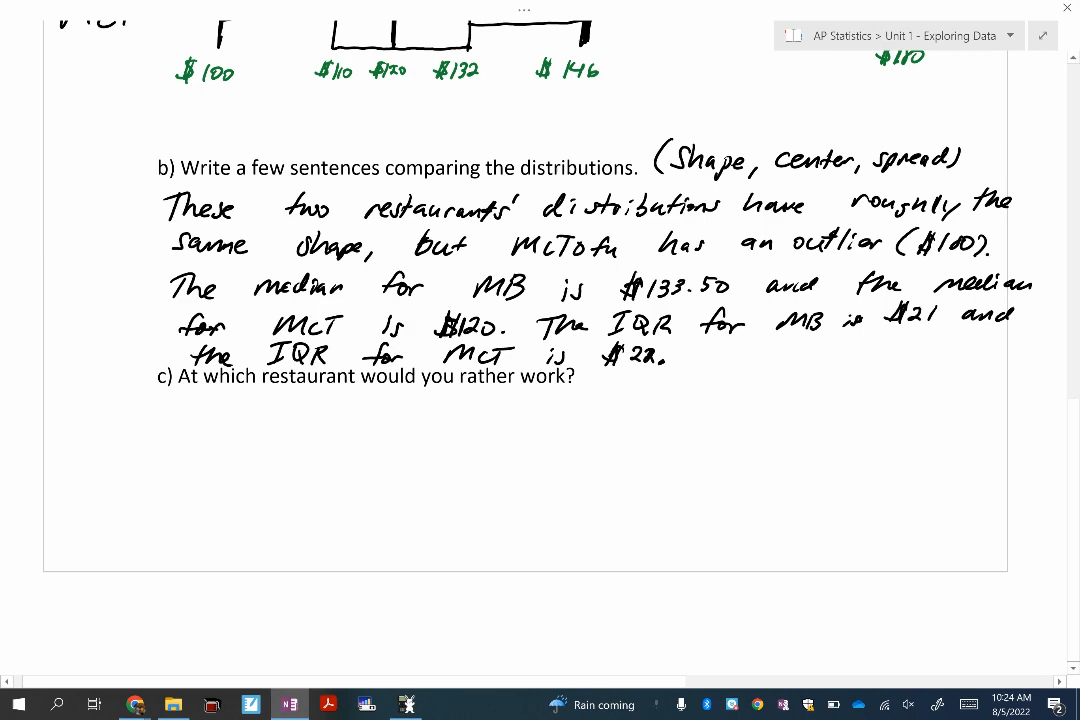 AP Statistics > Unit 1 - Exploring Data
$100 $110 $120 $132 $146 $180
b) Write a few sentences comparing the distributions. (Shape, center, spread)
These two restaurants' distributions have roughly the
same shape, but McTofu has an outlier ($100).
The median for MB is $133.50 and the median
for McT is $120. The IQR for MB is $21 and
the IQR for McT is $22.
c) At which restaurant would you rather work?
Rain coming
10:24 AM
8/5/2022
2